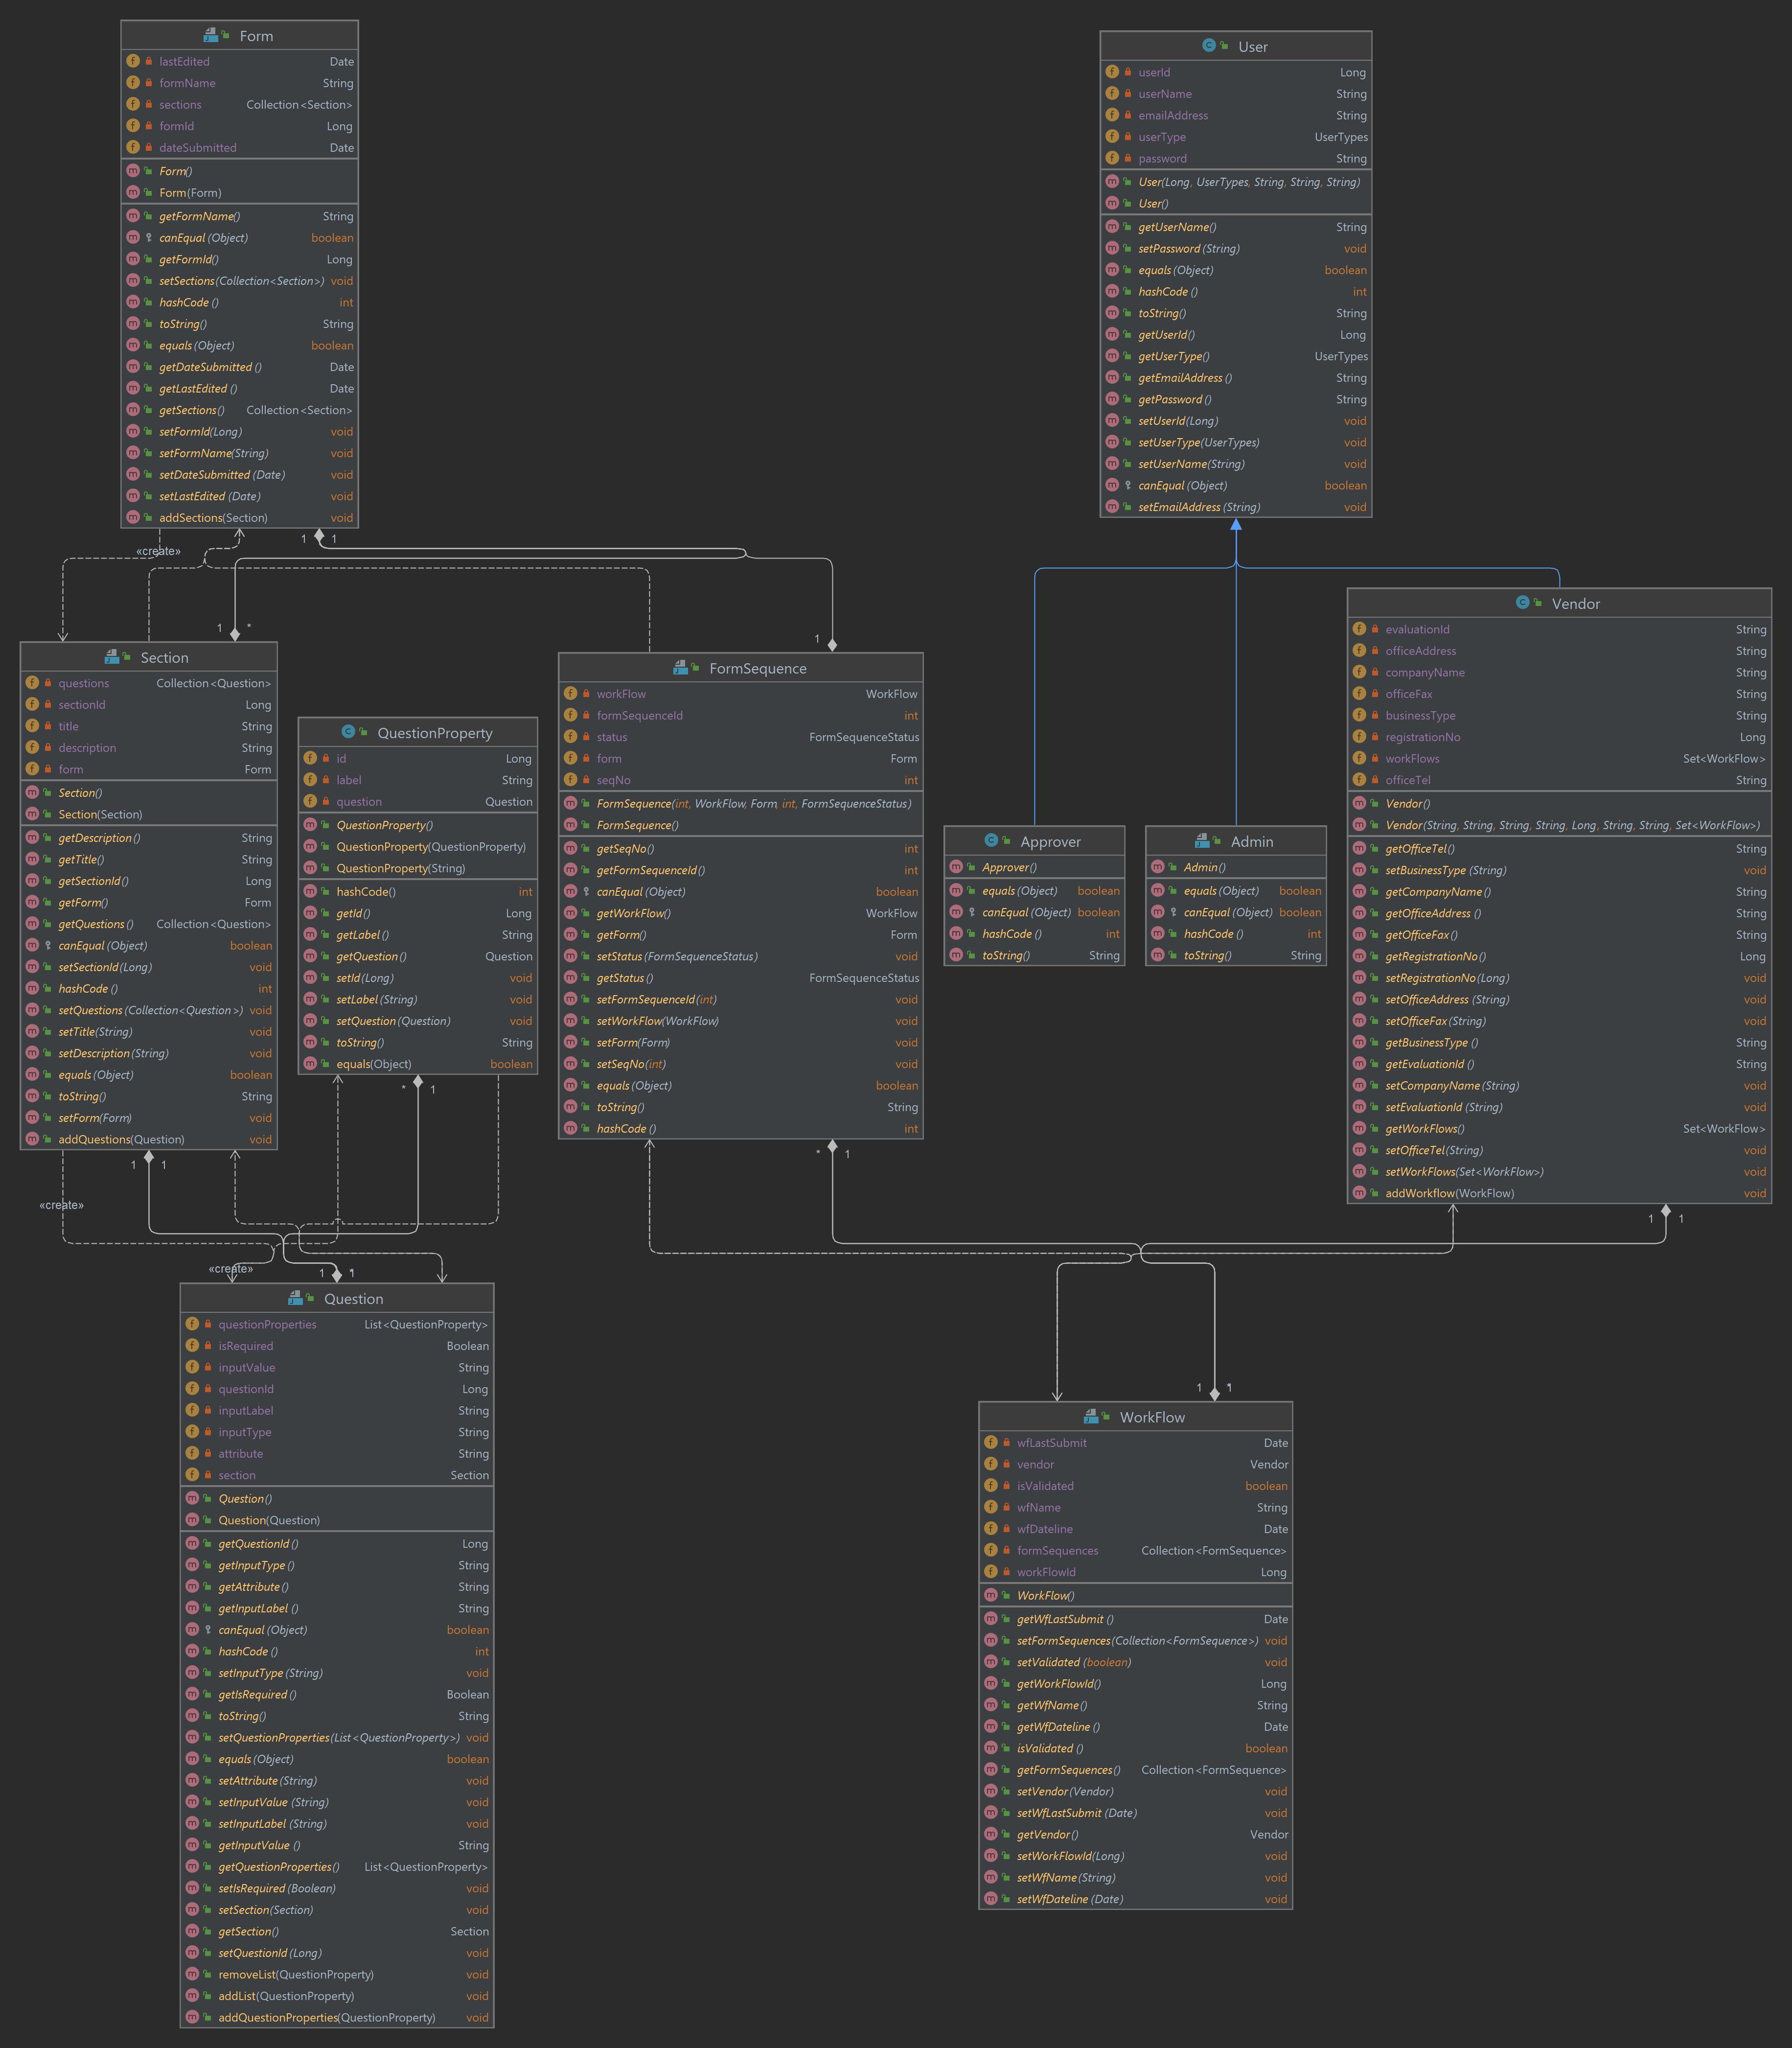 Form
lastEdited Date
formName String
sections Collection<Section>
formId Long
dateSubmitted Date
Form()
Form(Form)
getFormName() String
canEqual(Object) boolean
getFormId() Long
setSections(Collection<Section>) void
hashCode() int
toString() String
equals(Object) boolean
getDateSubmitted() Date
getLastEdited() Date
getSections() Collection<Section>
setFormId(Long) void
setFormName(String) void
setDateSubmitted(Date) void
setLastEdited(Date) void
addSections(Section) void
User
userId Long
userName String
emailAddress String
userType UserTypes
password String
User(Long, UserTypes, String, String, String)
User()
getUserName() String
setPassword(String) void
equals(Object) boolean
hashCode() int
toString() String
getUserId() Long
getUserType() UserTypes
getEmailAddress() String
getPassword() String
setUserId(Long) void
setUserType(UserTypes) void
setUserName(String) void
canEqual(Object) boolean
setEmailAddress(String) void
1 1
«create»
1 *
1
Section
questions Collection<Question>
sectionId Long
title String
description String
form Form
Section()
Section(Section)
getDescription() String
getTitle() String
getSectionId() Long
getForm() Form
getQuestions() Collection<Question>
canEqual(Object) boolean
setSectionId(Long) void
hashCode() int
setQuestions(Collection<Question>) void
setTitle(String) void
setDescription(String) void
equals(Object) boolean
toString() String
setForm(Form) void
addQuestions(Question) void
QuestionProperty
id Long
label String
question Question
QuestionProperty()
QuestionProperty(QuestionProperty)
QuestionProperty(String)
hashCode() int
getId() Long
getLabel() String
getQuestion() Question
setId(Long) void
setLabel(String) void
setQuestion(Question) void
toString() String
equals(Object) boolean
FormSequence
workFlow WorkFlow
formSequenceId int
status FormSequenceStatus
form Form
seqNo int
FormSequence(int, WorkFlow, Form, int, FormSequenceStatus)
FormSequence()
getSeqNo() int
getFormSequenceId() int
canEqual(Object) boolean
getWorkFlow() WorkFlow
getForm() Form
setStatus(FormSequenceStatus) void
getStatus() FormSequenceStatus
setFormSequenceId(int) void
setWorkFlow(WorkFlow) void
setForm(Form) void
setSeqNo(int) void
equals(Object) boolean
toString() String
hashCode() int
Approver
Approver()
equals(Object) boolean
canEqual(Object) boolean
hashCode() int
toString() String
Admin
Admin()
equals(Object) boolean
canEqual(Object) boolean
hashCode() int
toString() String
Vendor
evaluationId String
officeAddress String
companyName String
officeFax String
businessType String
registrationNo Long
workFlows Set<WorkFlow>
officeTel String
Vendor()
Vendor(String, String, String, String, Long, String, String, Set<WorkFlow>)
getOfficeTel() String
setBusinessType(String) void
getCompanyName() String
getOfficeAddress() String
getOfficeFax() String
getRegistrationNo() Long
setRegistrationNo(Long) void
setOfficeAddress(String) void
setOfficeFax(String) void
getBusinessType() String
getEvaluationId() String
setCompanyName(String) void
setEvaluationId(String) void
getWorkFlows() Set<WorkFlow>
setOfficeTel(String) void
setWorkFlows(Set<WorkFlow>) void
addWorkflow(WorkFlow) void
* 1
1 1
* 1
1 1
«create»
«create»
1 *
1
Question
questionProperties List<QuestionProperty>
isRequired Boolean
inputValue String
questionId Long
inputLabel String
inputType String
attribute String
section Section
Question()
Question(Question)
getQuestionId() Long
getInputType() String
getAttribute() String
getInputLabel() String
canEqual(Object) boolean
hashCode() int
setInputType(String) void
getIsRequired() Boolean
toString() String
setQuestionProperties(List<QuestionProperty>) void
equals(Object) boolean
setAttribute(String) void
setInputValue(String) void
setInputLabel(String) void
getInputValue() String
getQuestionProperties() List<QuestionProperty>
setIsRequired(Boolean) void
setSection(Section) void
getSection() Section
setQuestionId(Long) void
removeList(QuestionProperty) void
addList(QuestionProperty) void
addQuestionProperties(QuestionProperty) void
WorkFlow
wfLastSubmit Date
vendor Vendor
isValidated boolean
wfName String
wfDateline Date
formSequences Collection<FormSequence>
workFlowId Long
WorkFlow()
getWfLastSubmit() Date
setFormSequences(Collection<FormSequence>) void
setValidated(boolean) void
getWorkFlowId() Long
getWfName() String
getWfDateline() Date
isValidated() boolean
getFormSequences() Collection<FormSequence>
setVendor(Vendor) void
setWfLastSubmit(Date) void
getVendor() Vendor
setWorkFlowId(Long) void
setWfName(String) void
setWfDateline(Date) void